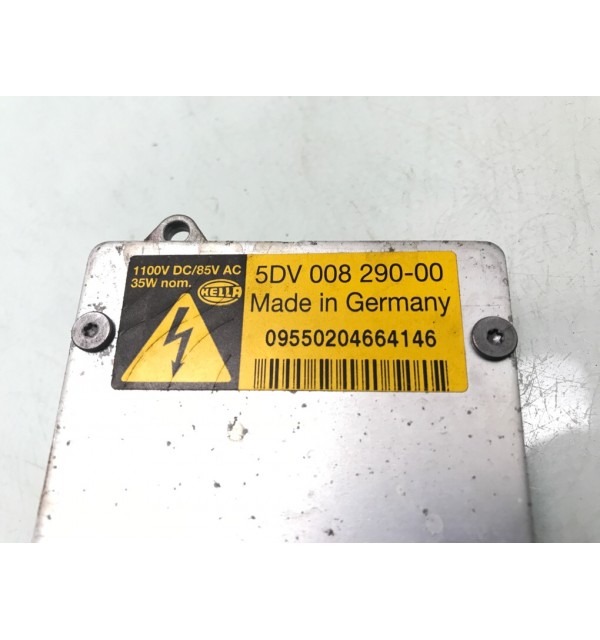 1100V DC/85V AC
35W nom.
HELLA
5DV 008 290-00
Made in Germany
09550204664146